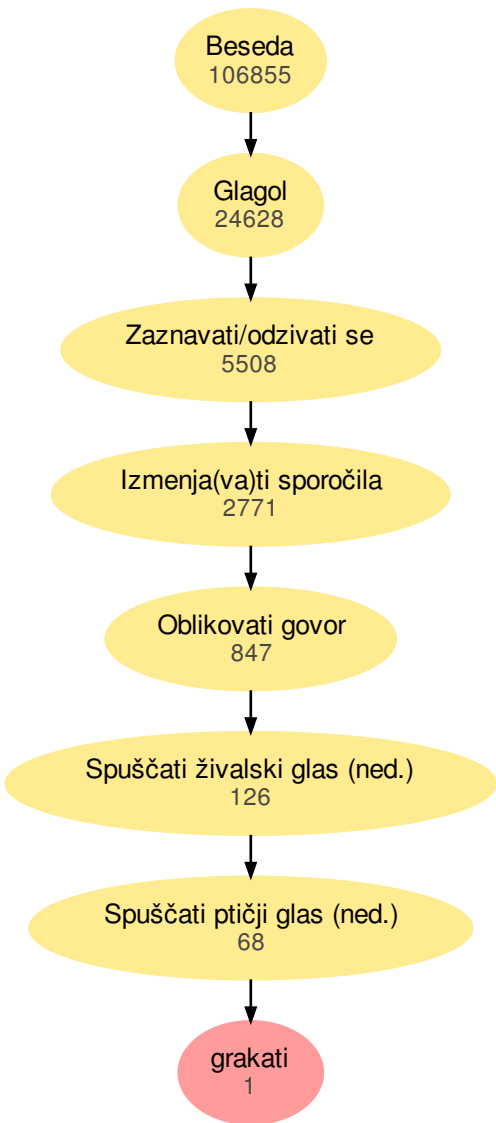 Beseda
106855
Glagol
24628
Zaznavati/odzivati se
5508
Izmenja(va)ti sporočila
2771
Oblikovati govor
847
Spuščati živalski glas (ned.)
126
Spuščati ptičji glas (ned.)
68
grakati
1